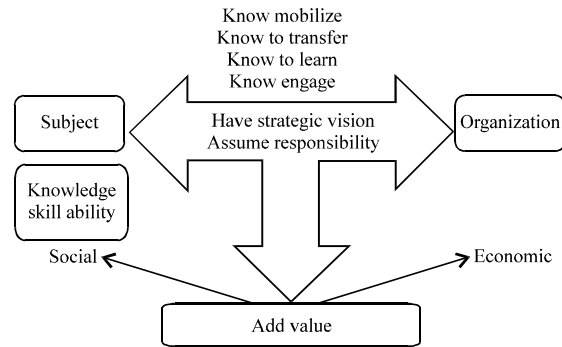 Know mobilize
Know to transfer
Know to learn
Know engage
Subject
Have strategic vision
Assume responsibility
Organization
Knowledge
skill ability
Social
Economic
Add value